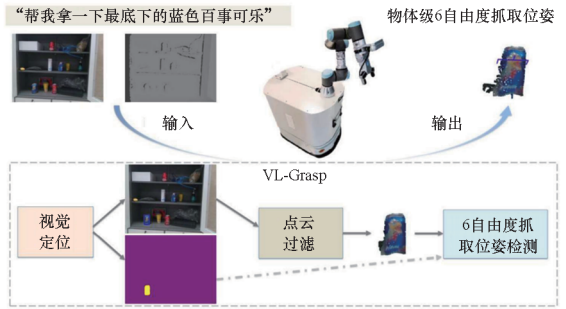 “帮我拿一下最底下的蓝色百事可乐”
物体级6自由度抓取位姿
输入
输出
VL-Grasp
视觉
定位
点云
过滤
6自由度抓
取位姿检测